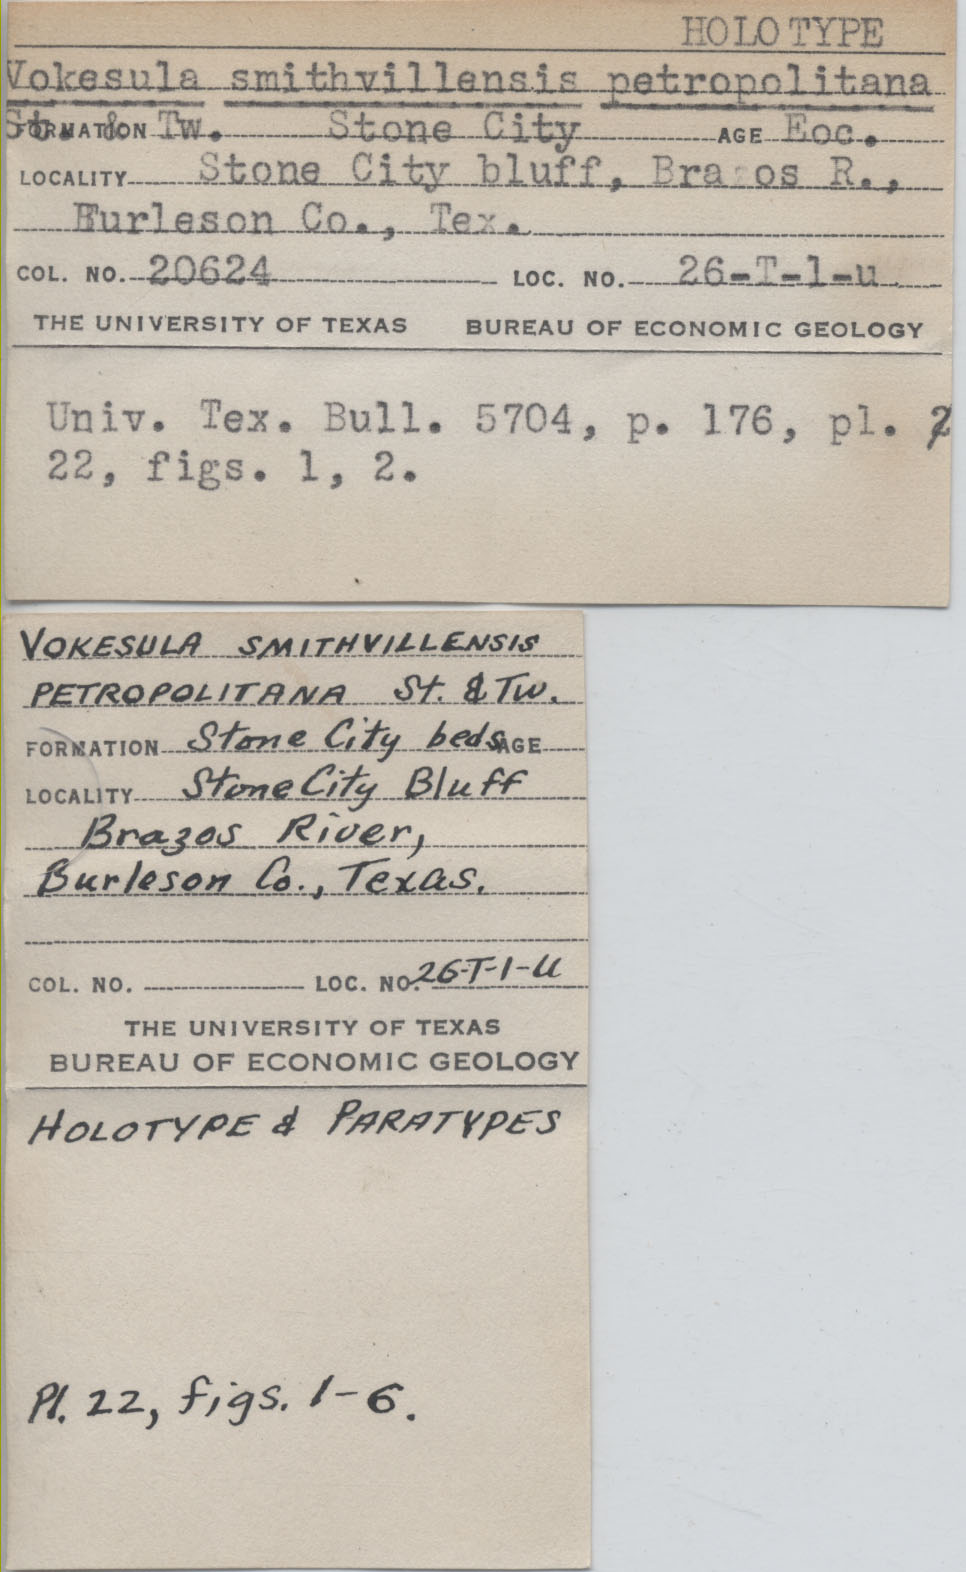 HOLOTYPE
Vokesula smithvillensis petropolitana
St. & Tw.
FORMATION Stone City AGE Eoc.
LOCALITY Stone City bluff, Brazos R.,
Burleson Co., Tex.
COL. NO. 20624 LOC. NO. 26-T-1-u
THE UNIVERSITY OF TEXAS BUREAU OF ECONOMIC GEOLOGY
Univ. Tex. Bull. 5704, p. 176, pl.
22, figs. 1, 2.
VOKESULA SMITHVILLENSIS
PETROPOLITANA St. & Tw.
FORMATION Stone City beds AGE
LOCALITY Stone City Bluff
Brazos River,
Burleson Co., Texas.
COL. NO. LOC. NO. 26-T-1-U
THE UNIVERSITY OF TEXAS
BUREAU OF ECONOMIC GEOLOGY
HOLOTYPE & PARATYPES
Pl. 22, figs. 1-6.